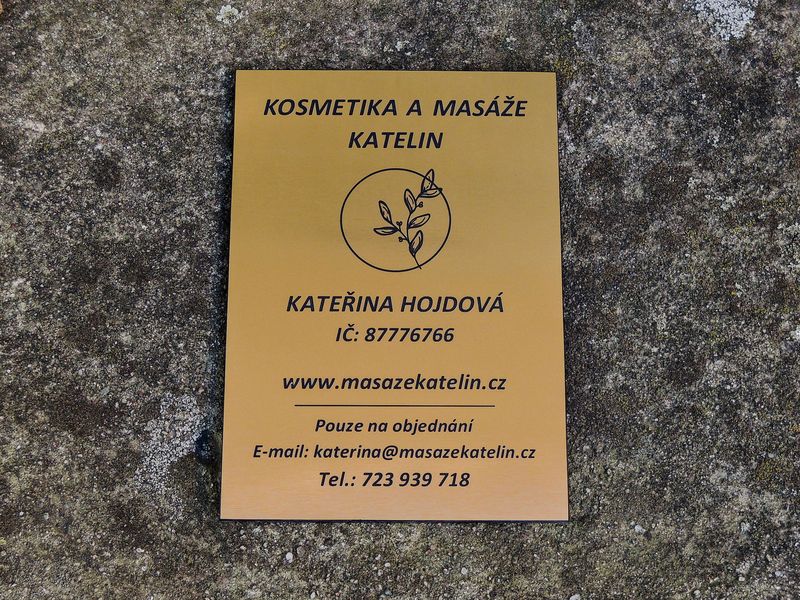 KOSMETIKA A MASÁŽE
KATELIN
KATEŘINA HOJDOVÁ
IČ: 87776766
www.masazekatelin.cz
Pouze na objednání
E-mail: katerina@masazekatelin.cz
Tel.: 723 939 718